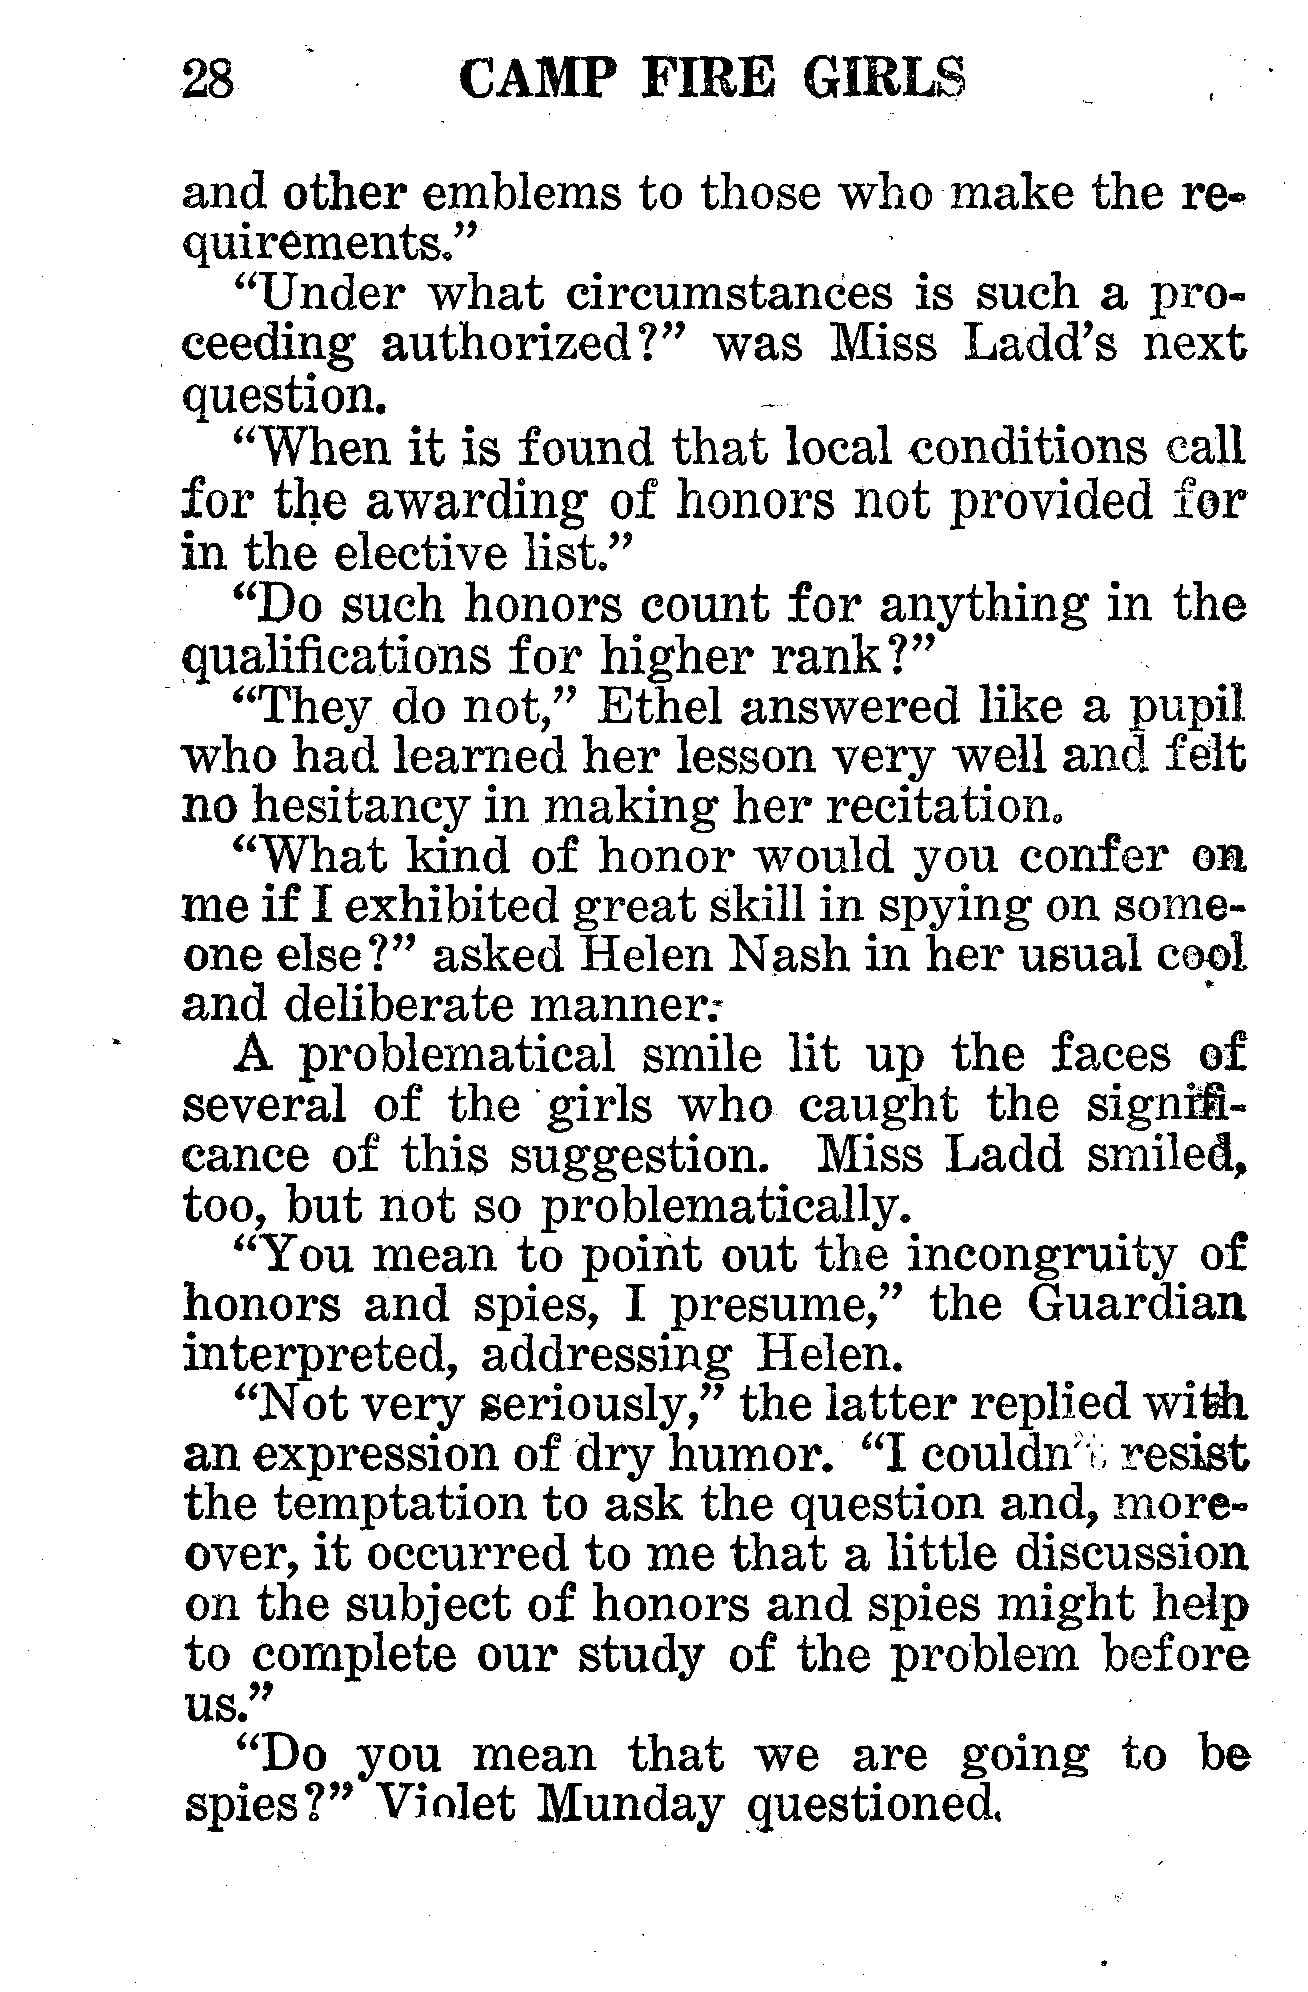 28 CAMP FIRE GIRLS
and other emblems to those who make the re-
quirements."
"Under what circumstances is such a pro-
ceeding authorized?" was Miss Ladd's next
question.
"When it is found that local conditions call
for the awarding of honors not provided for
in the elective list."
"Do such honors count for anything in the
qualifications for higher rank?"
"They do not," Ethel answered like a pupil
who had learned her lesson very well and felt
no hesitancy in making her recitation.
"What kind of honor would you confer on
me if I exhibited great skill in spying on some-
one else?" asked Helen Nash in her usual cool
and deliberate manner.
A problematical smile lit up the faces of
several of the girls who caught the signifi-
cance of this suggestion. Miss Ladd smiled,
too, but not so problematically.
"You mean to point out the incongruity of
honors and spies, I presume," the Guardian
interpreted, addressing Helen.
"Not very seriously," the latter replied with
an expression of dry humor. "I couldn't resist
the temptation to ask the question and, more-
over, it occurred to me that a little discussion
on the subject of honors and spies might help
to complete our study of the problem before
us."
"Do you mean that we are going to be
spies?" Violet Munday questioned.